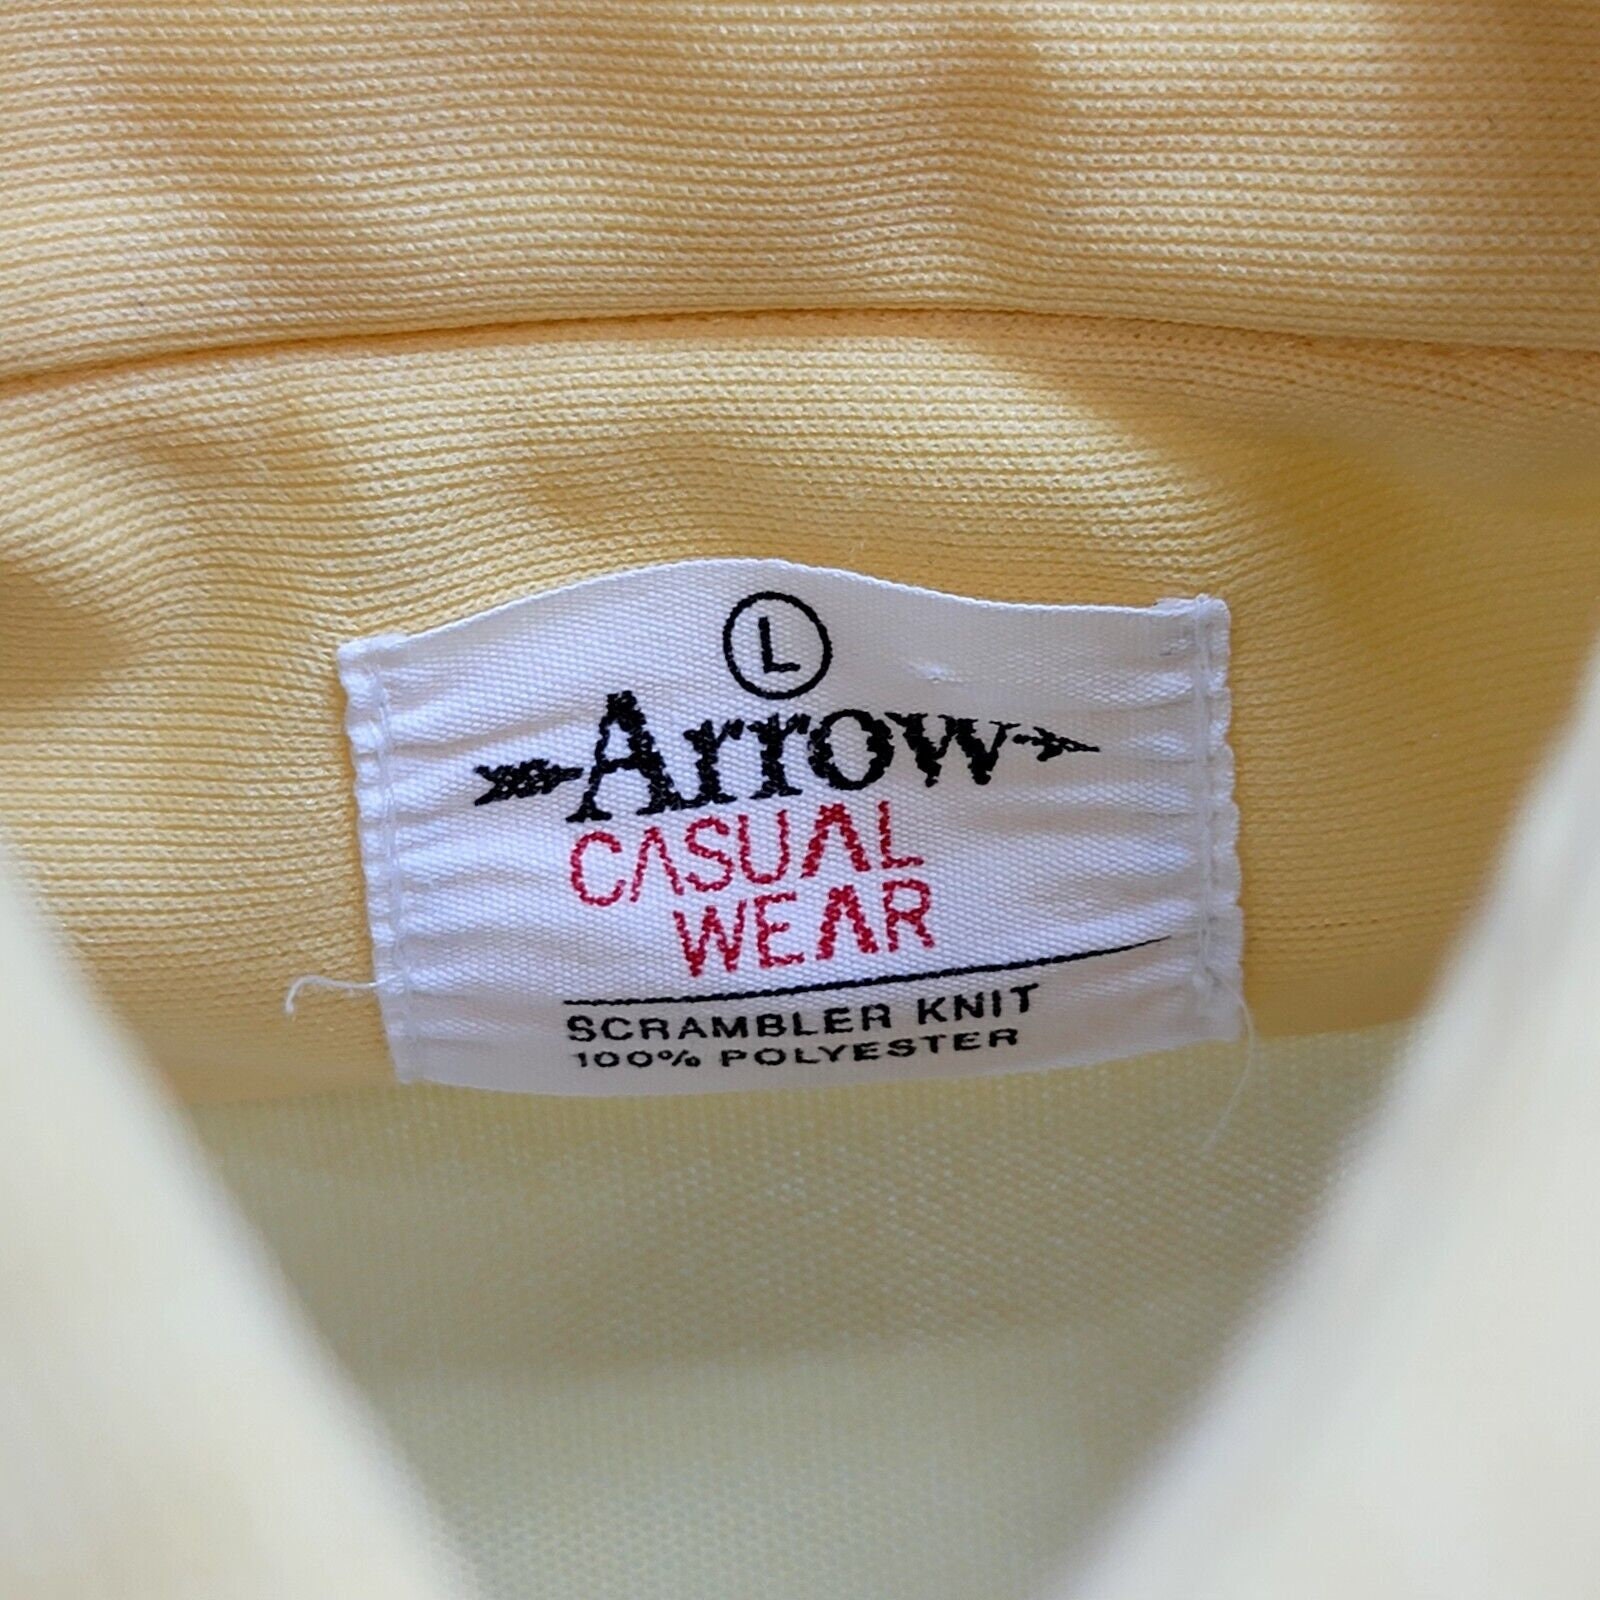 L
Arrow
CASUAL
WEAR
SCRAMBLER KNIT
100% POLYESTER